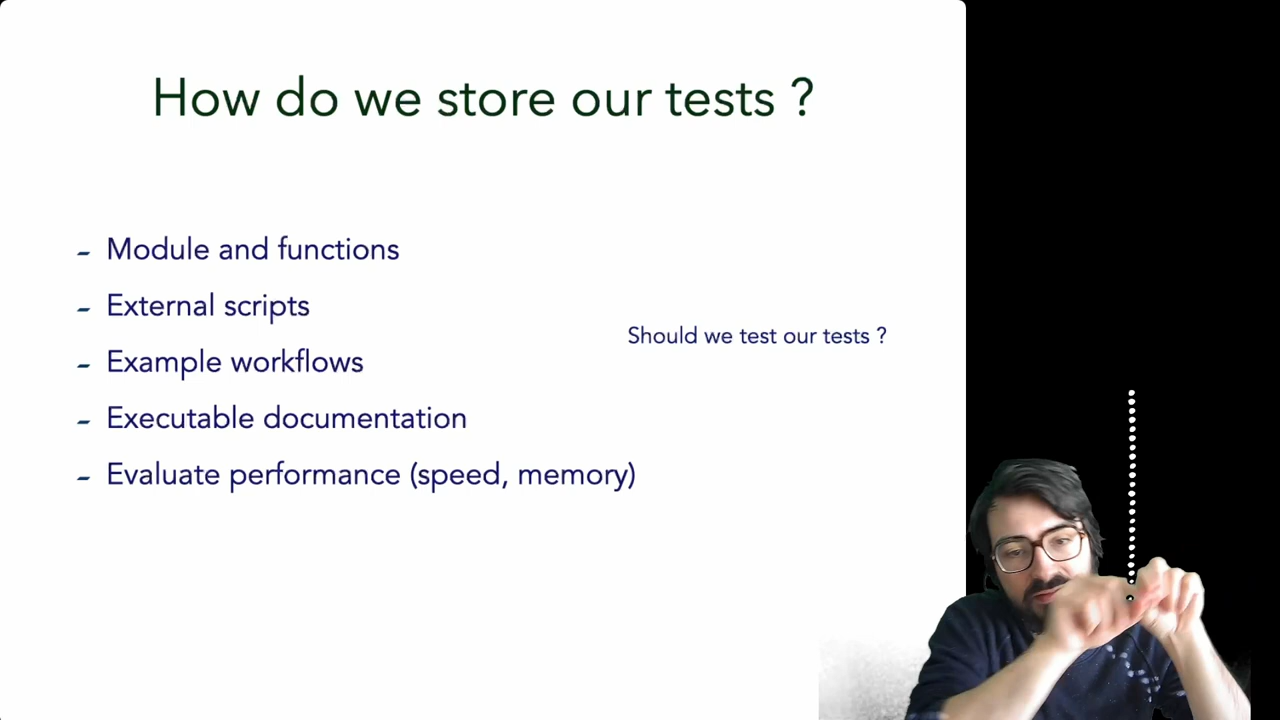 How do we store our tests ?
- Module and functions
- External scripts
- Example workflows
- Executable documentation
- Evaluate performance (speed, memory)
Should we test our tests ?